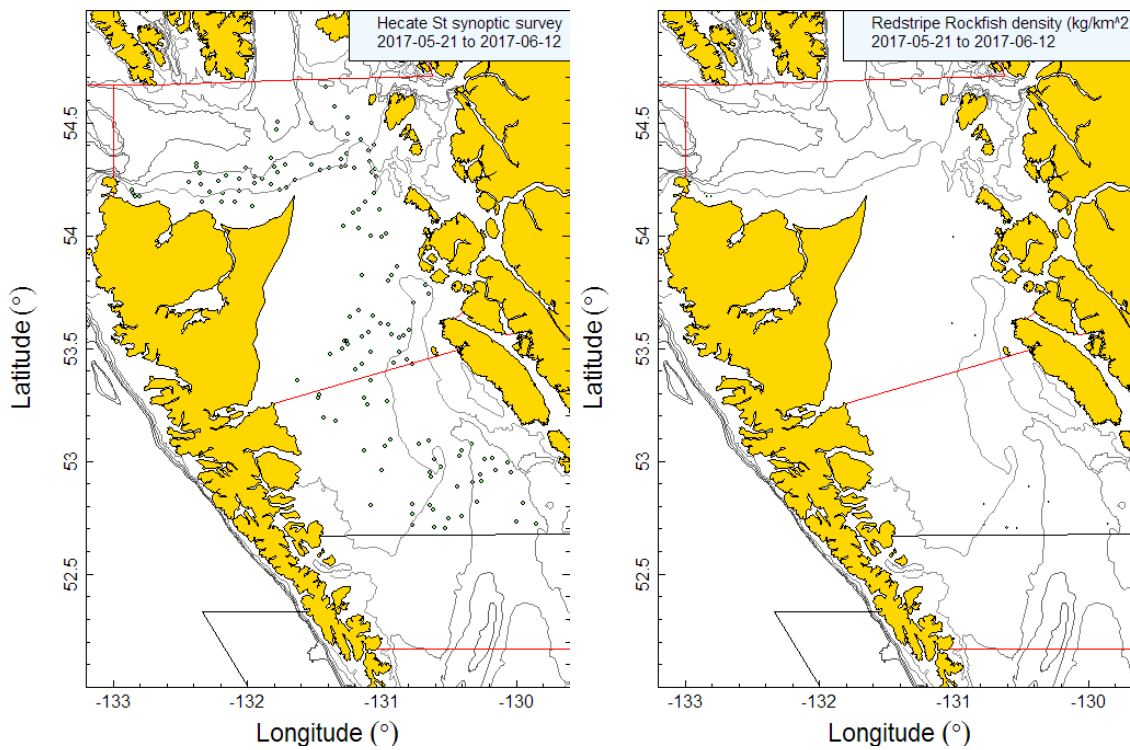 Hecate St synoptic survey
2017-05-21 to 2017-06-12
54.5
54
53.5
53
52.5
Latitude (°)
-133
-132
-131
-130
Longitude (°)
Redstripe Rockfish density (kg/km^2
2017-05-21 to 2017-06-12
54.5
54
53.5
53
52.5
Latitude (°)
-133
-132
-131
-130
Longitude (°)